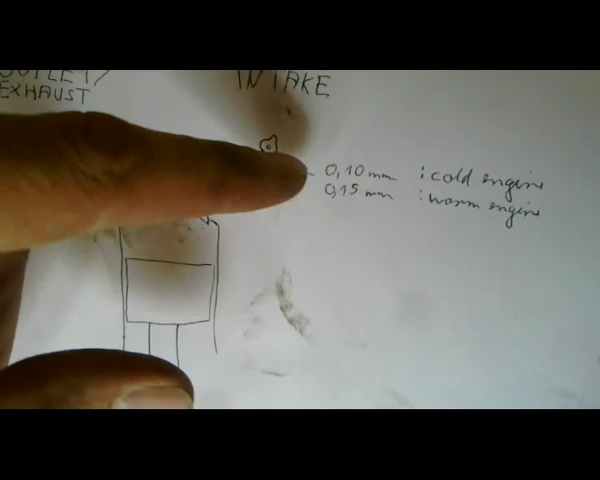 OUTLET/
EXHAUST
INTAKE
0,10 mm : cold engine
0,15 mm : warm engine